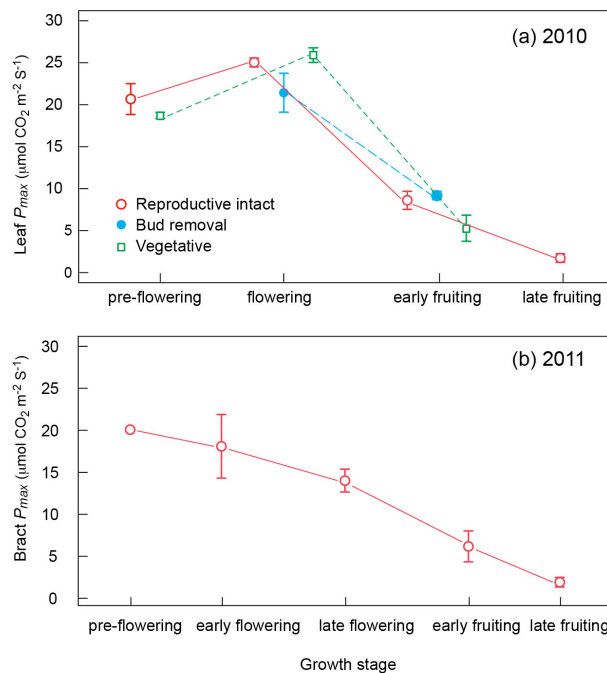 (a) 2010
Leaf Pmax (μmol CO2 m-2 S-1)
30
25
20
15
10
5
0
Reproductive intact
Bud removal
Vegetative
pre-flowering flowering early fruiting late fruiting
(b) 2011
Bract Pmax (μmol CO2 m-2 S-1)
30
25
20
15
10
5
0
pre-flowering early flowering late flowering early fruiting late fruiting
Growth stage